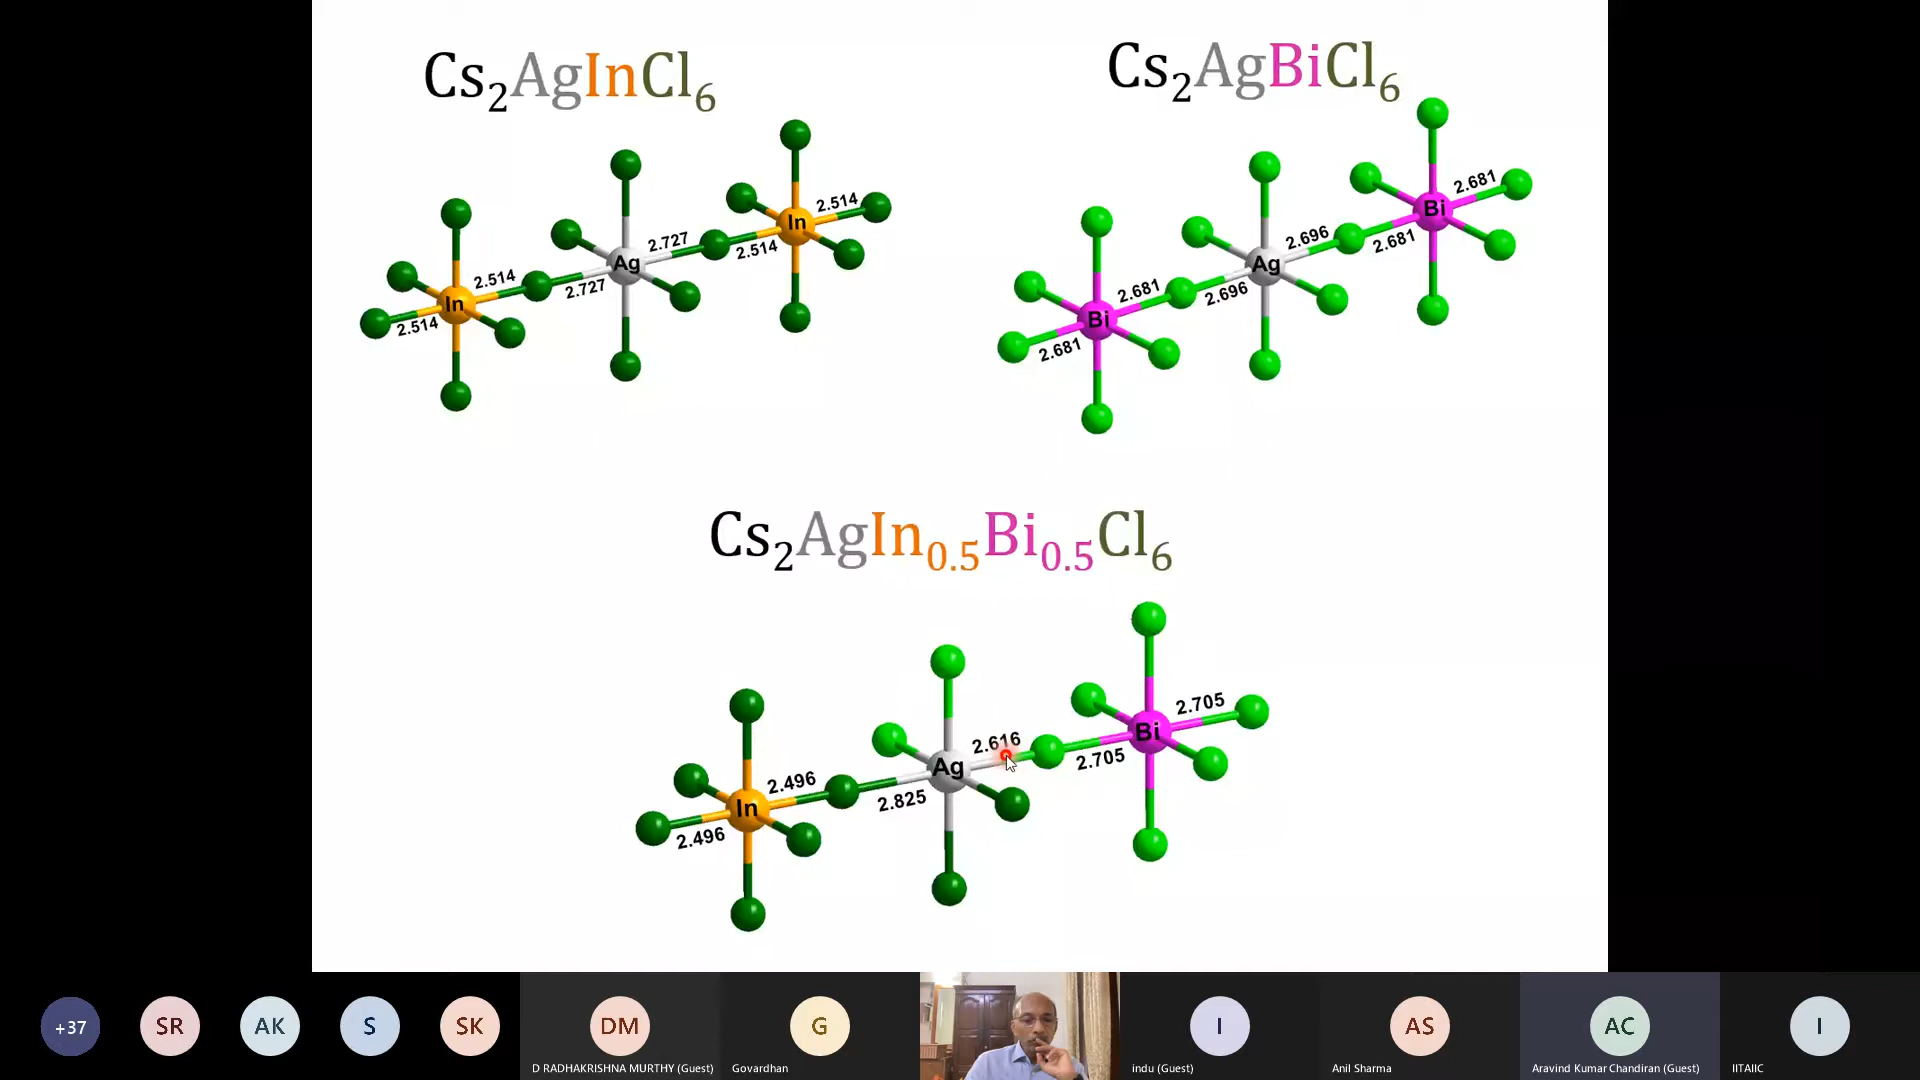 Cs2AgInCl6
Cs2AgBiCl6
In
2.514
2.514
Ag
2.727
2.727
In
2.514
2.514
Bi
2.681
2.681
Ag
2.696
2.696
Bi
2.681
2.681
Cs2AgIn0.5Bi0.5Cl6
In
2.496
2.496
Ag
2.825
2.616
Bi
2.705
2.705
+37
SR
AK
S
SK
DM
D RADHAKRISHNA MURTHY (Guest)
G
Govardhan
I
indu (Guest)
AS
Anil Sharma
AC
Aravind Kumar Chandiran (Guest)
I
IITAIIC